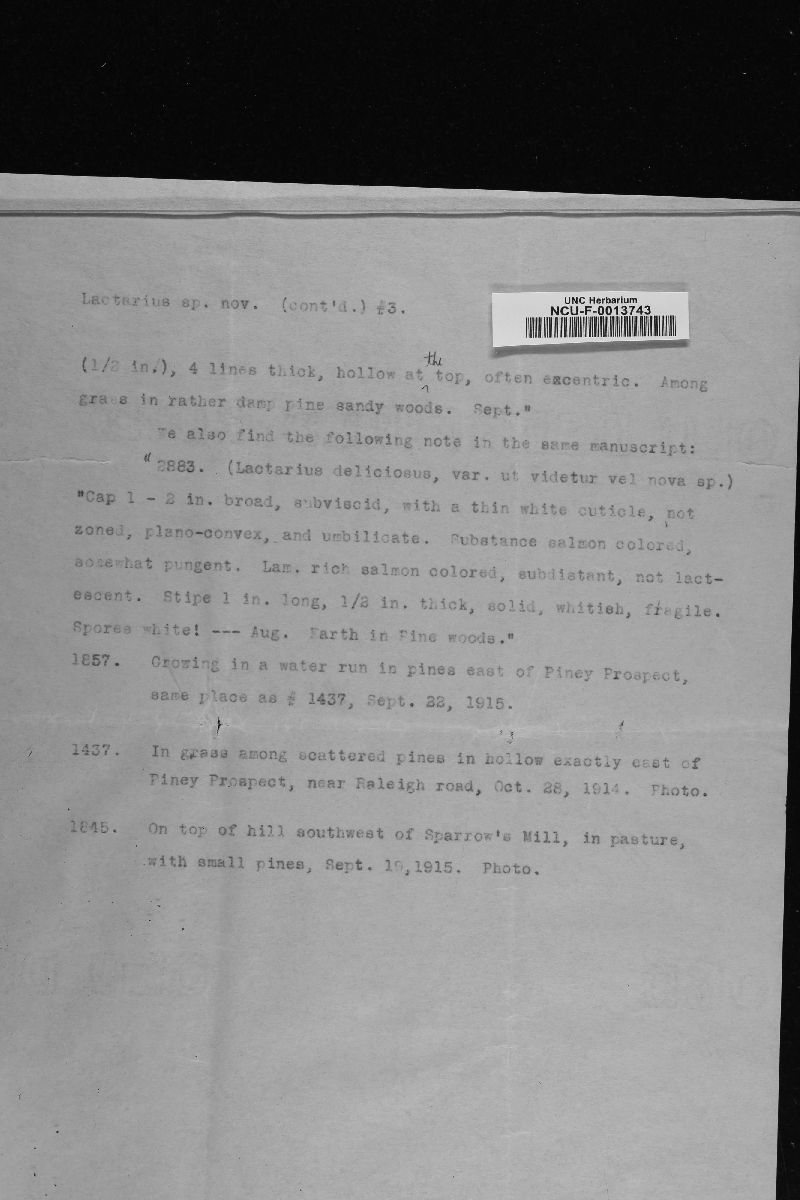 UNC Herbarium
NCU-F-0013743
Lactarius sp. nov. (cont'd.) #3.
(1/2 in.), 4 lines thick, hollow at the top, often excentric. Among
grass in rather damp pine sandy woods. Sept."
We also find the following note in the same manuscript:
"2883. (Lactarius deliciosus, var. ut videtur vel nova sp.)
"Cap 1 - 2 in. broad, subviscid, with a thin white cuticle, not
zoned, plano-convex, and umbilicate. Substance salmon colored,
somewhat pungent. Lam. rich salmon colored, subdistant, not lact-
escent. Stipe 1 in. long, 1/2 in. thick, solid, whitish, fragile.
Spores white! --- Aug. Earth in Pine woods."
1857. Growing in a water run in pines east of Piney Prospect,
same place as # 1437, Sept. 22, 1915.
1437. In grass among scattered pines in hollow exactly east of
Piney Prospect, near Raleigh road, Oct. 28, 1914. Photo.
1845. On top of hill southwest of Sparrow's Mill, in pasture,
with small pines, Sept. 19,1915. Photo.